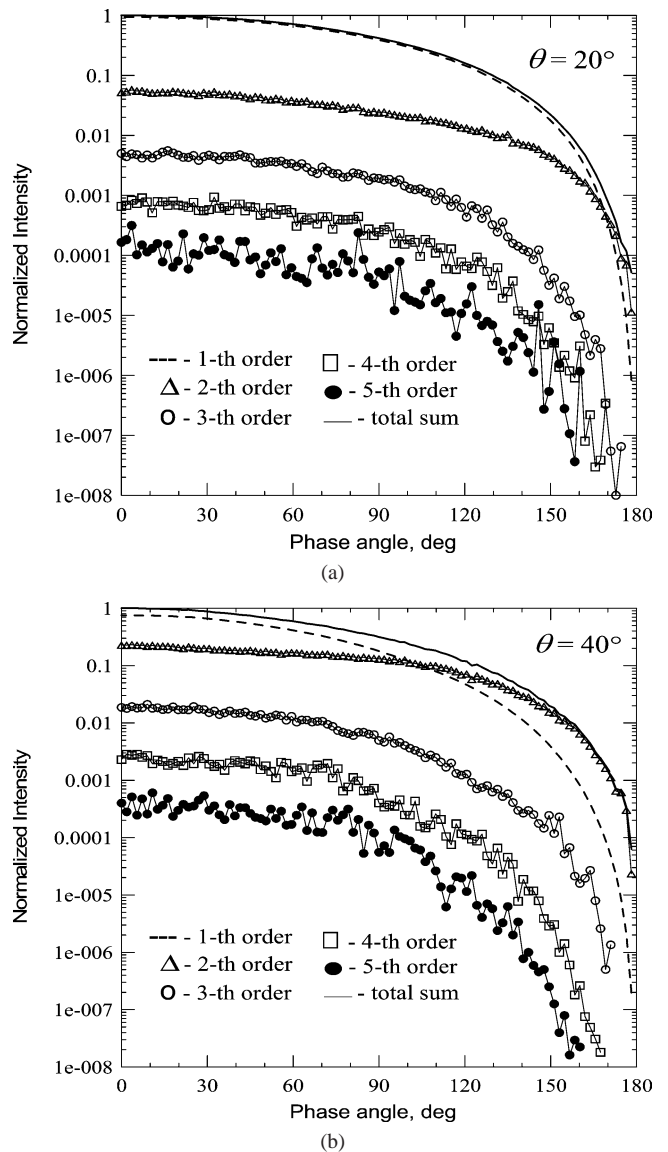 1
0.1
0.01
0.001
0.0001
1e-005
1e-006
1e-007
1e-008
Normalized Intensity
θ = 20°
- 1-th order
- 2-th order
- 3-th order
- 4-th order
- 5-th order
- total sum
0 30 60 90 120 150 180
Phase angle, deg
(a)
1
0.1
0.01
0.001
0.0001
1e-005
1e-006
1e-007
1e-008
Normalized Intensity
θ = 40°
- 1-th order
- 2-th order
- 3-th order
- 4-th order
- 5-th order
- total sum
0 30 60 90 120 150 180
Phase angle, deg
(b)